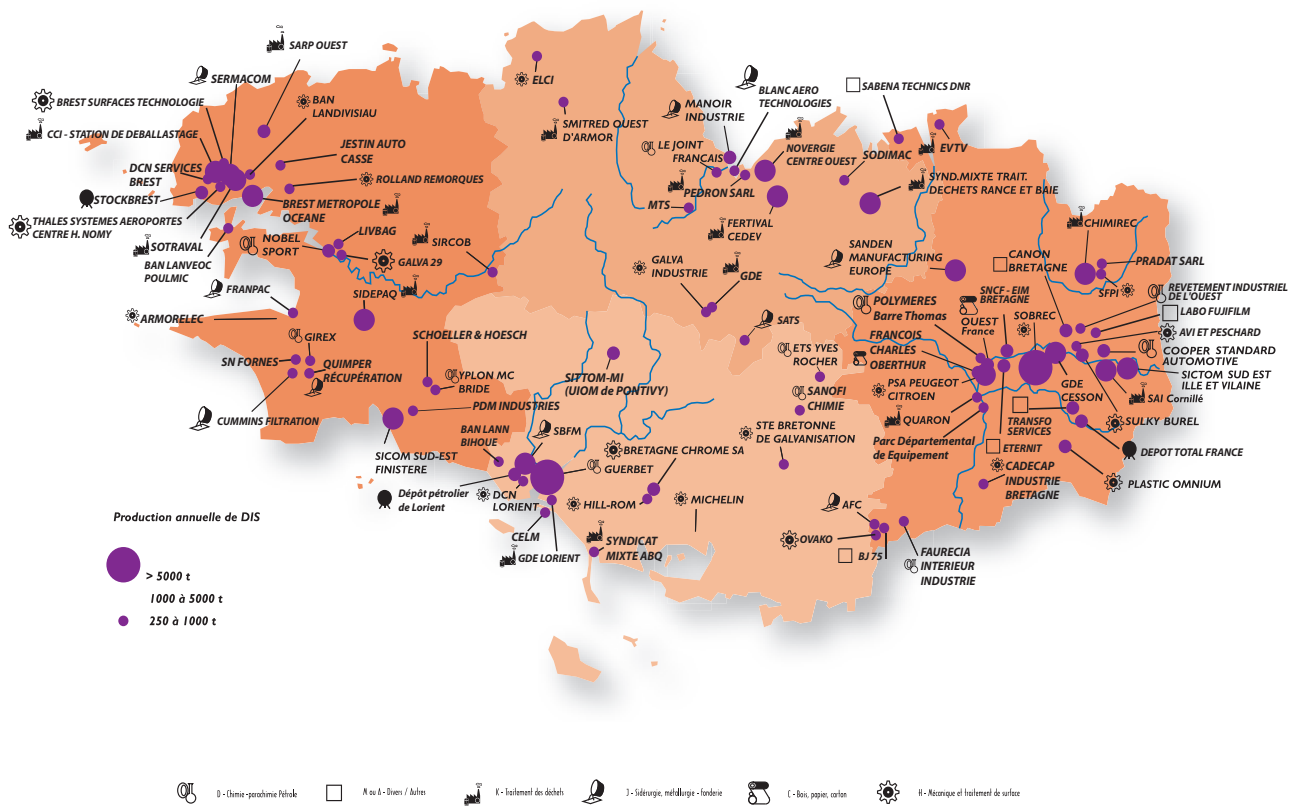 SARP OUEST
SERMACOM
BREST SURFACES TECHNOLOGIE
BAN
LANDIVISIAU
CCI - STATION DE DEBALLASTAGE
JESTIN AUTO
CASSE
DCN SERVICES
BREST
ROLLAND REMORQUES
STOCKBREST
BREST METROPOLE
OCEANE
THALES SYSTEMES AEROPORTES
CENTRE H. NOMY
SOTRAVAL
BAN LANVEOC
POULMIC
NOBEL
SPORT
LIVBAG
GALVA 29
SIRCOB
FRANPAC
SIDEPAQ
ARMORELEC
GIREX
SN FORNES
QUIMPER
RÉCUPÉRATION
CUMMINS FILTRATION
SCHOELLER & HOESCH
YPLON MC
BRIDE
PDM INDUSTRIES
SICOM SUD-EST
FINISTERE
BAN LANN
BIHOUE
SBFM
Dépôt pétrolier
de Lorient
DCN
LORIENT
GUERBET
CELM
GDE LORIENT
BRETAGNE CHROME SA
HILL-ROM
MICHELIN
SYNDICAT
MIXTE ABQ
SITTOM-MI
(UIOM de PONTIVY)
ELCI
SMITRED OUEST
D'ARMOR
MANOIR
INDUSTRIE
BLANC AERO
TECHNOLOGIES
LE JOINT
FRANÇAIS
PEDRON SARL
MTS
NOVERGIE
CENTRE OUEST
FERTIVAL
CEDEV
SODIMAC
SABENA TECHNICS DNR
EVTV
SYND.MIXTE TRAIT.
DECHETS RANCE ET BAIE
GALVA
INDUSTRIE
GDE
SATS
SANDEN
MANUFACTURING
EUROPE
CHIMIREC
CANON
BRETAGNE
PRADAT SARL
SFPI
REVETEMENT INDUSTRIEL
DE L'OUEST
LABO FUJIFILM
AVI ET PESCHARD
COOPER STANDARD
AUTOMOTIVE
SICTOM SUD EST
ILLE ET VILAINE
SAI Cornillé
SULKY BUREL
DEPOT TOTAL FRANCE
PLASTIC OMNIUM
POLYMERES
Barre Thomas
SNCF - EIM
BRETAGNE
OUEST
France
SOBREC
FRANCOIS
CHARLES
OBERTHUR
PSA PEUGEOT
CITROEN
QUARON
Parc Départemental
de Equipement
GDE
CESSON
TRANSFO
SERVICES
ETERNIT
CADECAP
INDUSTRIE
BRETAGNE
ETS YVES
ROCHER
SANOFI
CHIMIE
STE BRETONNE
DE GALVANISATION
AFC
OVAKO
BJ 75
FAURECIA
INTERIEUR
INDUSTRIE
Production annuelle de DIS
> 5000 t
1000 à 5000 t
250 à 1000 t
D - Chimie -parachimie Pétrole
M ou A - Divers / Autres
K - Traitement des déchets
J - Sidérurgie, métallurgie - fonderie
C - Bois, papier, carton
H - Mécanique et traitement de surface